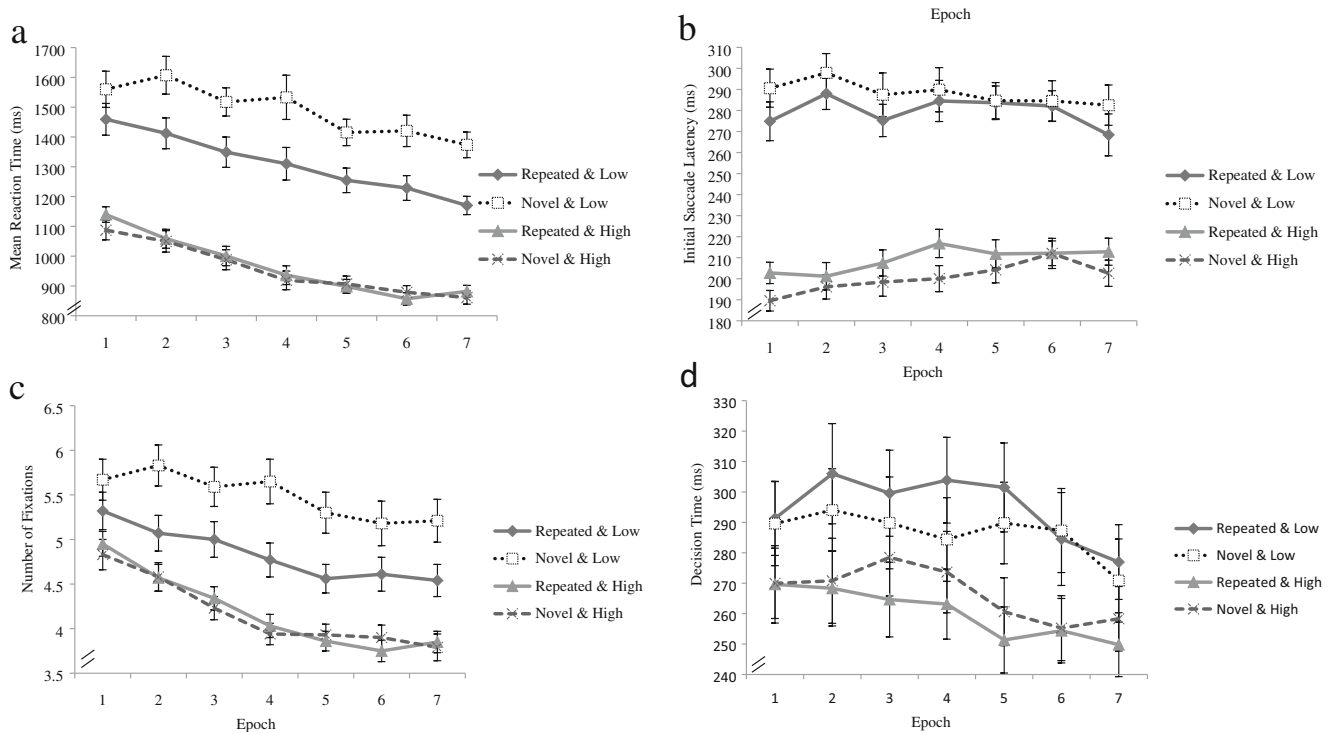 a
Mean Reaction Time (ms)
1700
1600
1500
1400
1300
1200
1100
1000
900
800
1 2 3 4 5 6 7
Repeated & Low
Novel & Low
Repeated & High
Novel & High
Epoch
b
Initial Saccade Latency (ms)
310
300
290
280
270
260
250
240
230
220
210
200
190
180
1 2 3 4 5 6 7
Epoch
Repeated & Low
Novel & Low
Repeated & High
Novel & High
c
Number of Fixations
6.5
6
5.5
5
4.5
4
3.5
1 2 3 4 5 6 7
Epoch
Repeated & Low
Novel & Low
Repeated & High
Novel & High
d
Decision Time (ms)
330
320
310
300
290
280
270
260
250
240
1 2 3 4 5 6 7
Epoch
Repeated & Low
Novel & Low
Repeated & High
Novel & High